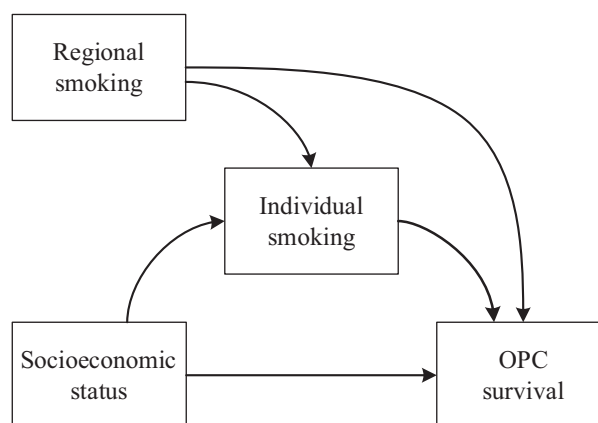 Regional
smoking
Individual
smoking
Socioeconomic
status
OPC
survival